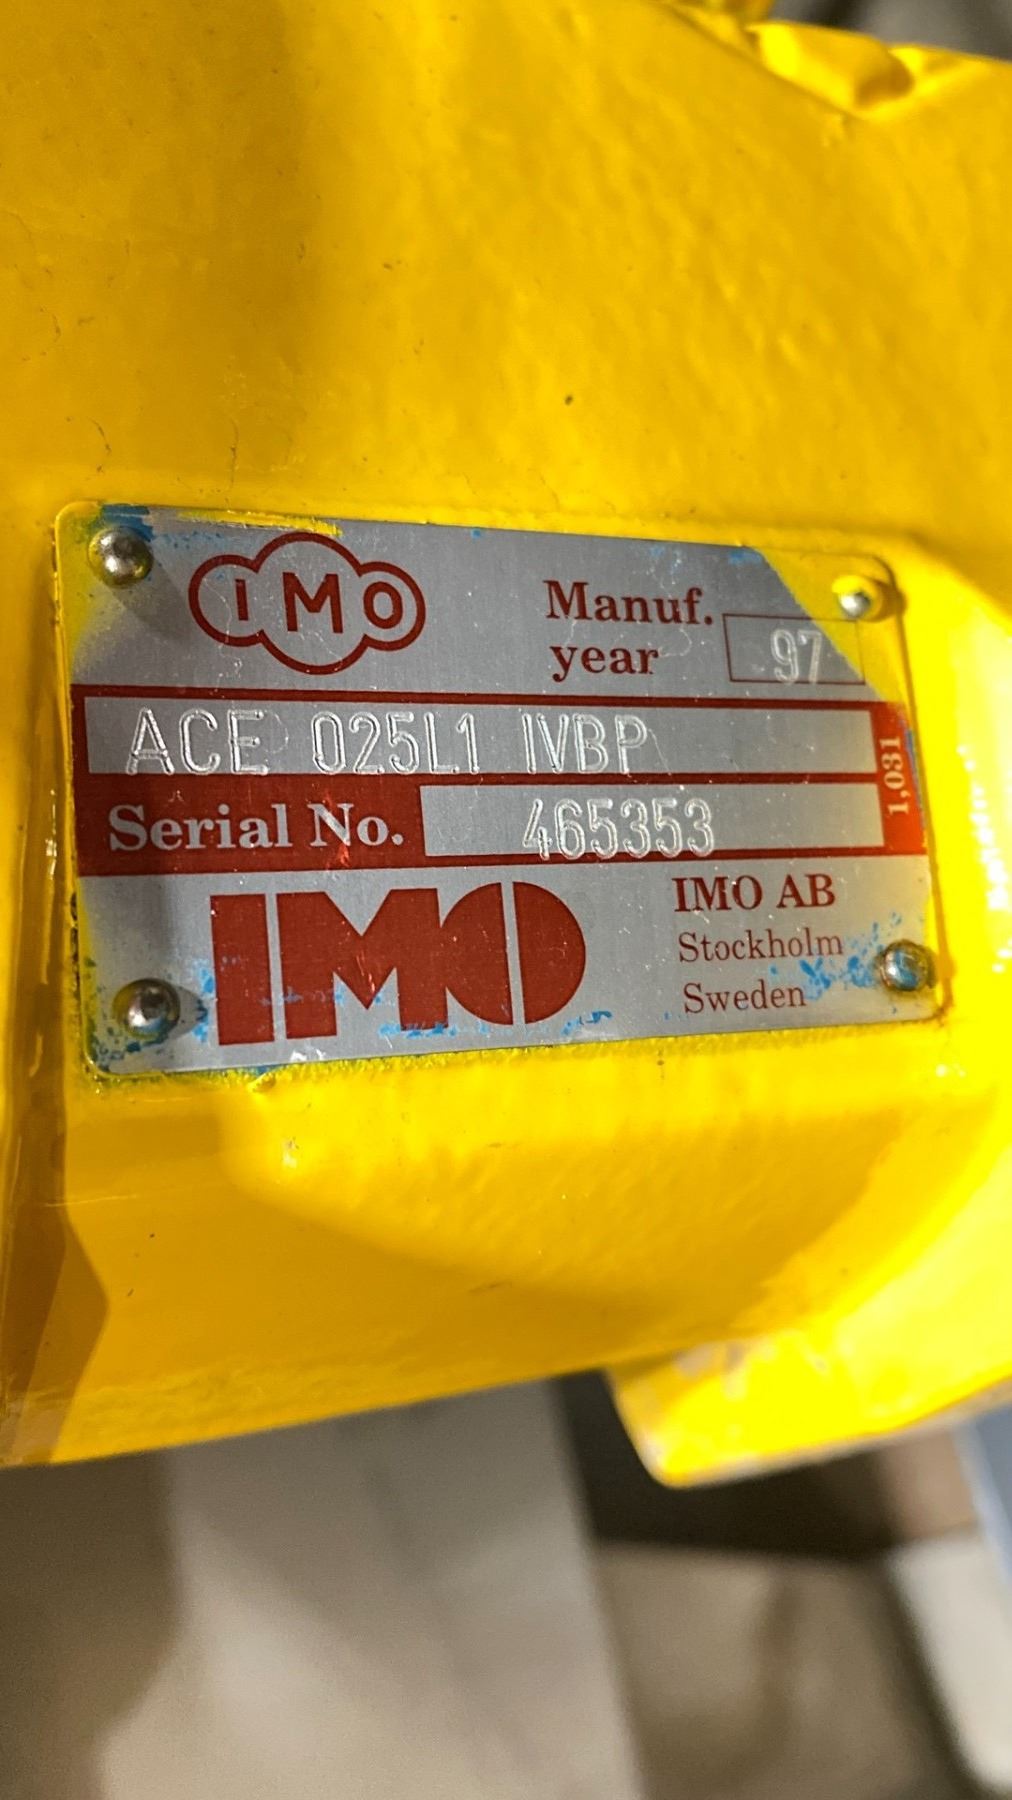 IMO
Manuf.
year 97
ACE 025L1 IVBP
1,031
Serial No. 465353
IMO
IMO AB
Stockholm
Sweden